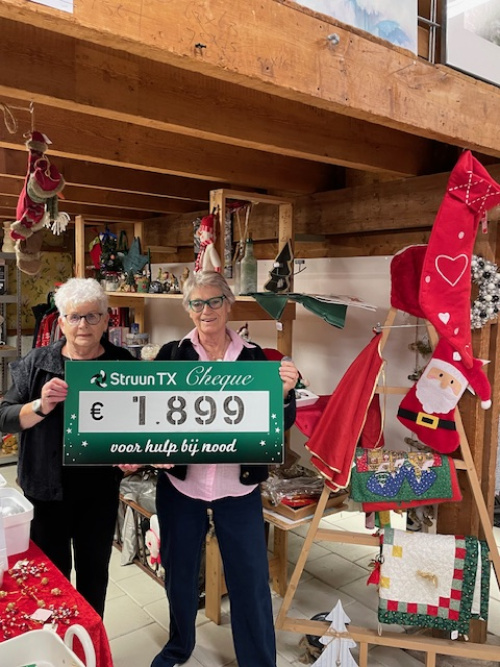 StruunTX Cheque
€ 1.899
voor hulp bij nood